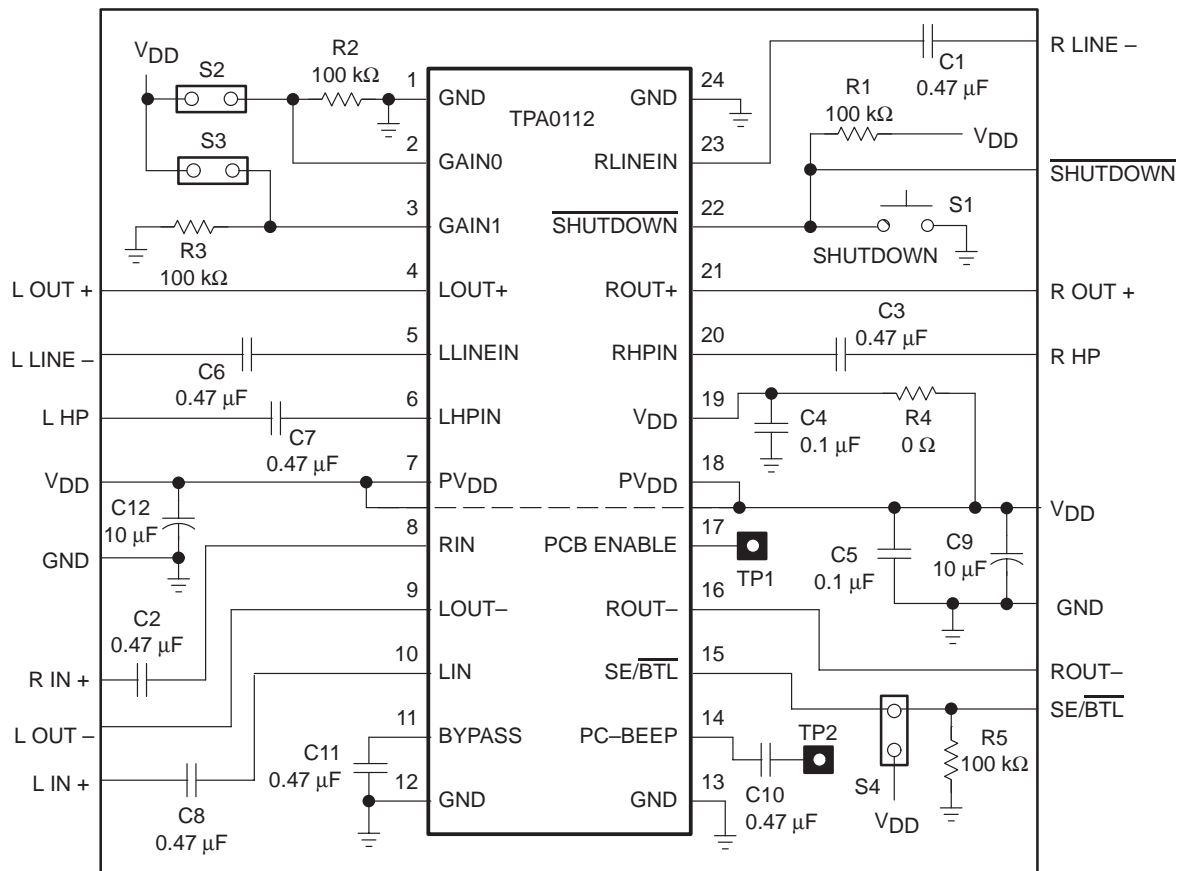 VDD
S2
R2
100 kΩ
S3
R3
100 kΩ
L OUT +
L LINE –
C6
0.47 µF
L HP
C7
0.47 µF
VDD
C12
10 µF
GND
C2
0.47 µF
R IN +
L OUT –
L IN +
C8
0.47 µF
C11
0.47 µF
TPA0112
1
GND
2
GAIN0
3
GAIN1
4
LOUT+
5
LLINEIN
6
LHPIN
7
PVDD
8
RIN
9
LOUT–
10
LIN
11
BYPASS
12
GND
24
GND
23
RLINEIN
22
SHUTDOWN
21
ROUT+
20
RHPIN
19
VDD
18
PVDD
17
PCB ENABLE
16
ROUT–
15
SE/BTL
14
PC–BEEP
13
GND
C1
0.47 µF
R LINE –
R1
100 kΩ
VDD
SHUTDOWN
S1
SHUTDOWN
R OUT +
C3
0.47 µF
R HP
C4
0.1 µF
R4
0 Ω
VDD
TP1
C5
0.1 µF
C9
10 µF
GND
ROUT–
SE/BTL
TP2
C10
0.47 µF
S4
VDD
R5
100 kΩ